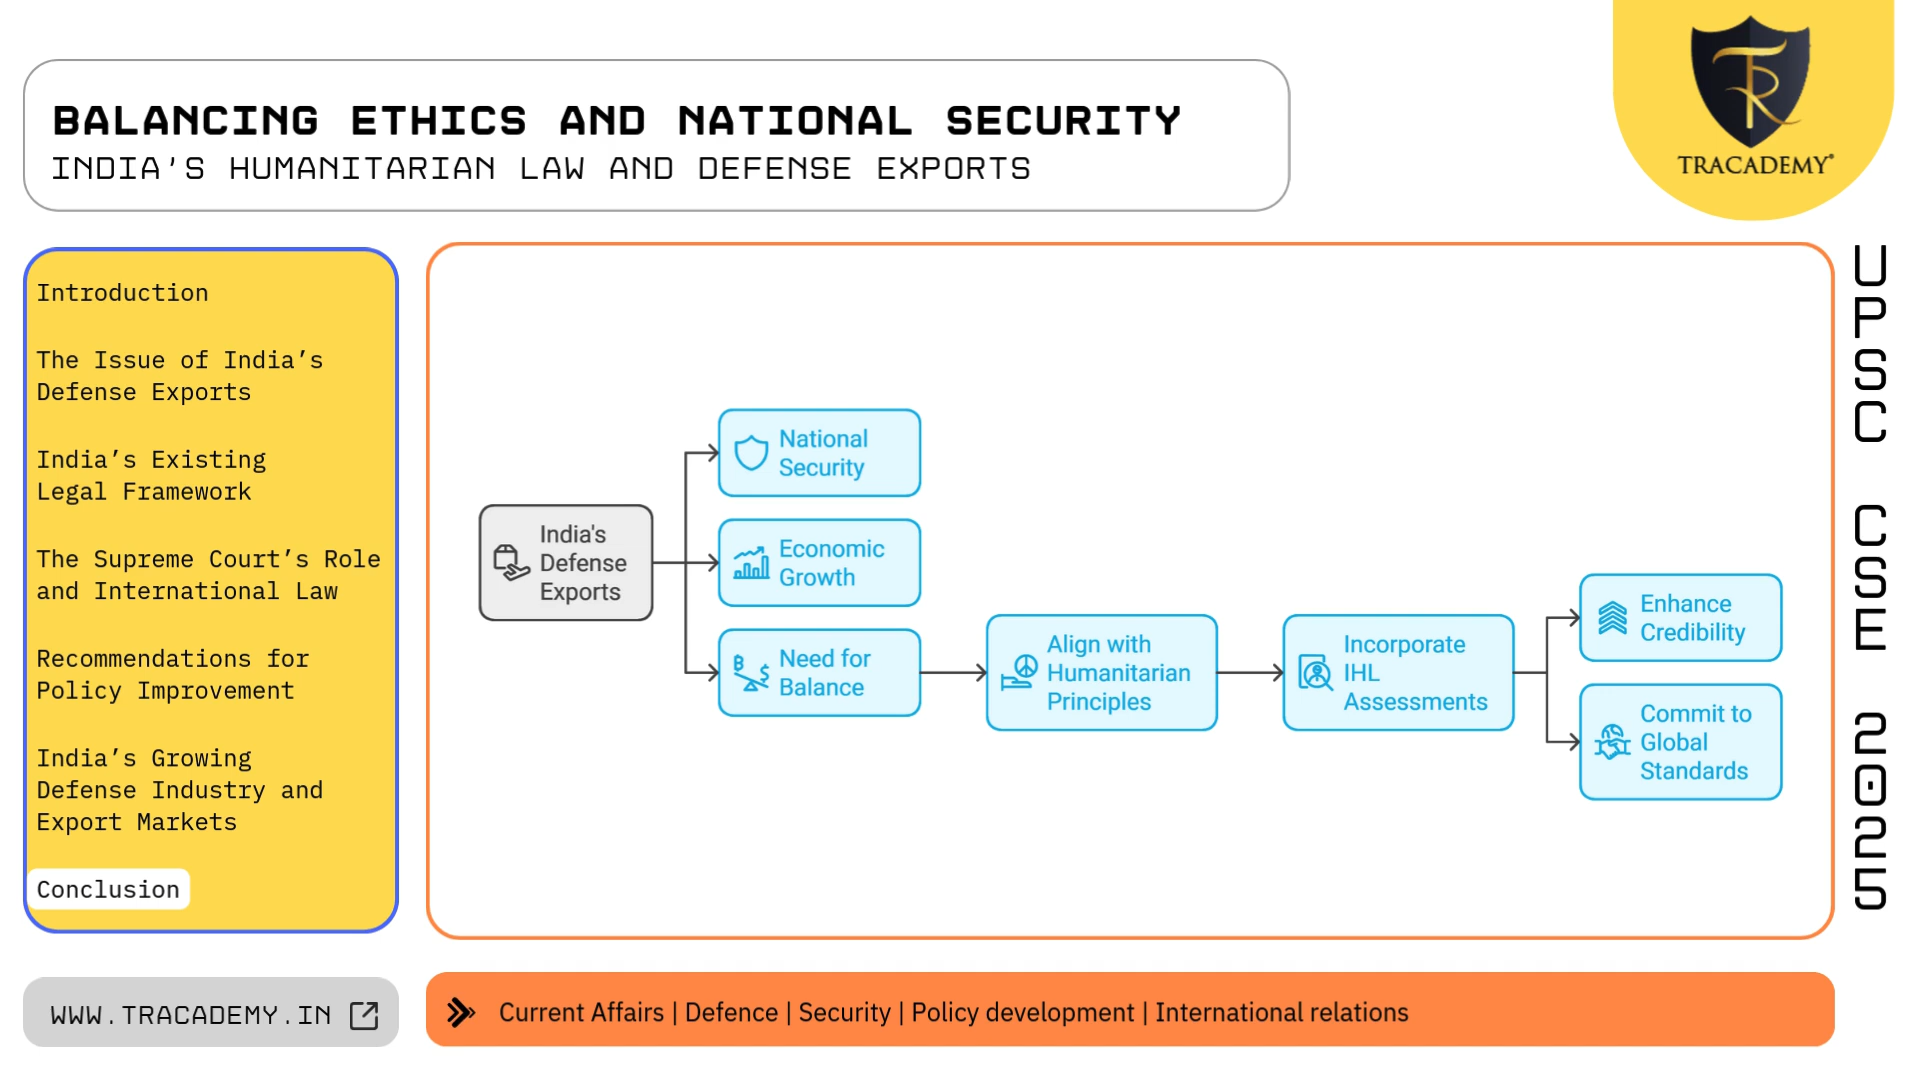 BALANCING ETHICS AND NATIONAL SECURITY
INDIA'S HUMANITARIAN LAW AND DEFENSE EXPORTS
TRACADEMY®
Introduction
The Issue of India’s
Defense Exports
India’s Existing
Legal Framework
The Supreme Court’s Role
and International Law
Recommendations for
Policy Improvement
India’s Growing
Defense Industry and
Export Markets
Conclusion
India's
Defense
Exports
National
Security
Economic
Growth
Need for
Balance
Align with
Humanitarian
Principles
Incorporate
IHL
Assessments
Enhance
Credibility
Commit to
Global
Standards
UPSC CSE 2025
WWW.TRACADEMY.IN
Current Affairs | Defence | Security | Policy development | International relations